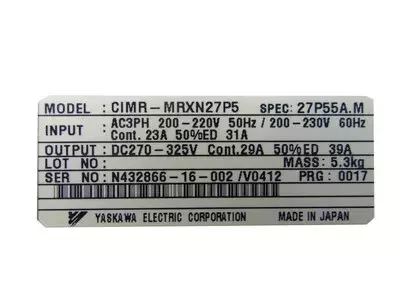 MODEL : CIMR-MRXN27P5 SPEC: 27P55A.M
INPUT : AC3PH 200-220V 50Hz / 200-230V 60Hz
Cont. 23A 50%ED 31A
OUTPUT : DC270-325V Cont.29A 50%ED 39A
LOT NO : MASS: 5.3kg
SER NO : N432866-16-002 /V0412 PRG : 0017
YASKAWA ELECTRIC CORPORATION MADE IN JAPAN